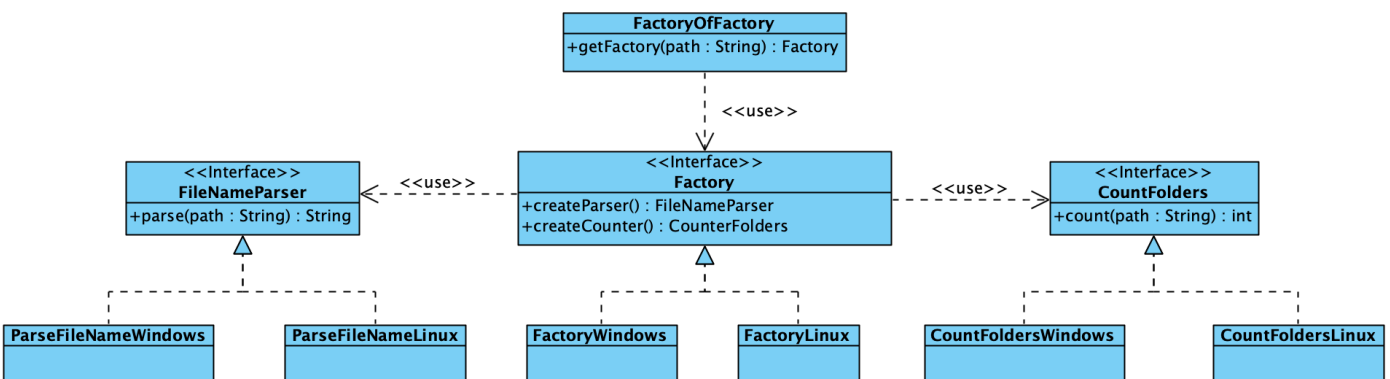 FactoryOfFactory
+getFactory(path : String) : Factory
<<use>>
<<Interface>>
FileNameParser
+parse(path : String) : String
<<use>>
<<Interface>>
Factory
+createParser() : FileNameParser
+createCounter() : CounterFolders
<<use>>
<<Interface>>
CountFolders
+count(path : String) : int
ParseFileNameWindows
ParseFileNameLinux
FactoryWindows
FactoryLinux
CountFoldersWindows
CountFoldersLinux